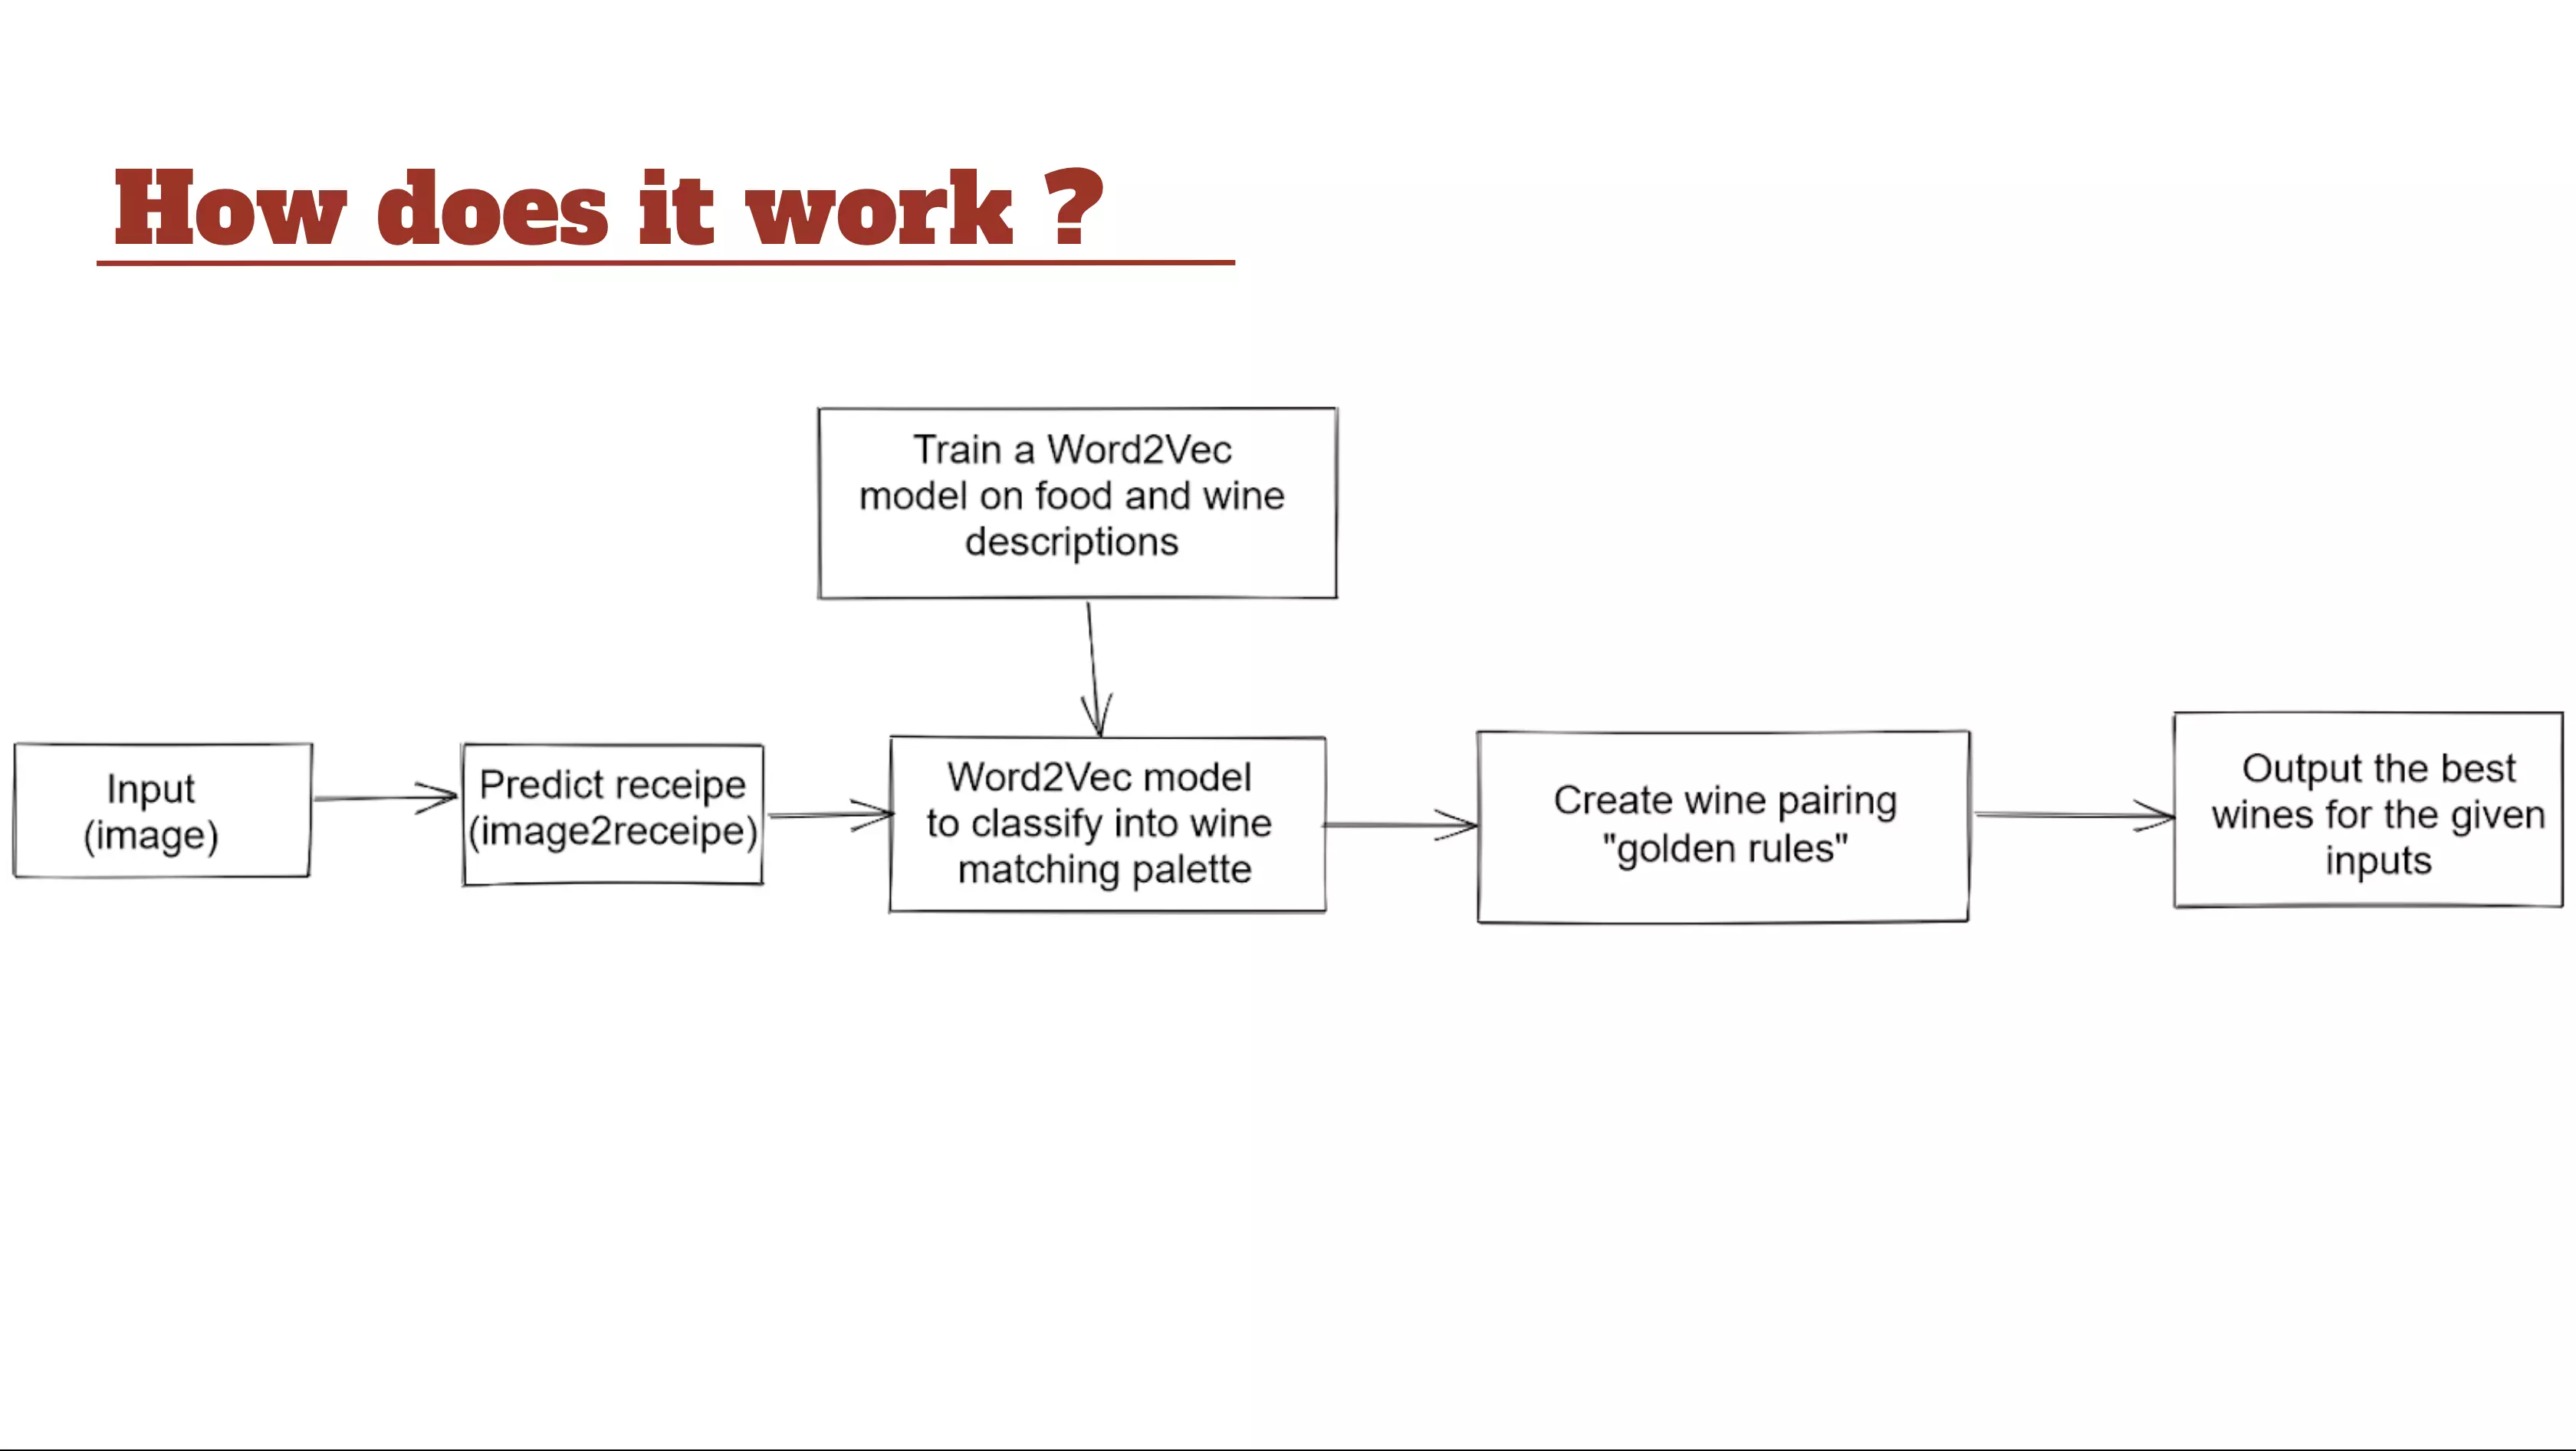 How does it work ?
Train a Word2Vec
model on food and wine
descriptions
Input
(image)
Predict receipe
(image2receipe)
Word2Vec model
to classify into wine
matching palette
Create wine pairing
"golden rules"
Output the best
wines for the given
inputs